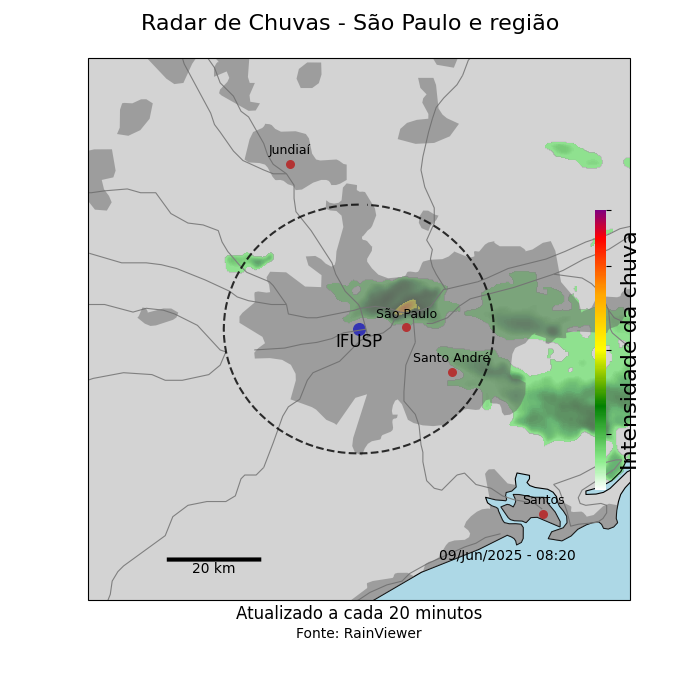 Radar de Chuvas - São Paulo e região
Jundiaí
São Paulo
IFUSP
Santo André
Intensidade da chuva
Santos
09/Jun/2025 - 08:20
20 km
Atualizado a cada 20 minutos
Fonte: RainViewer